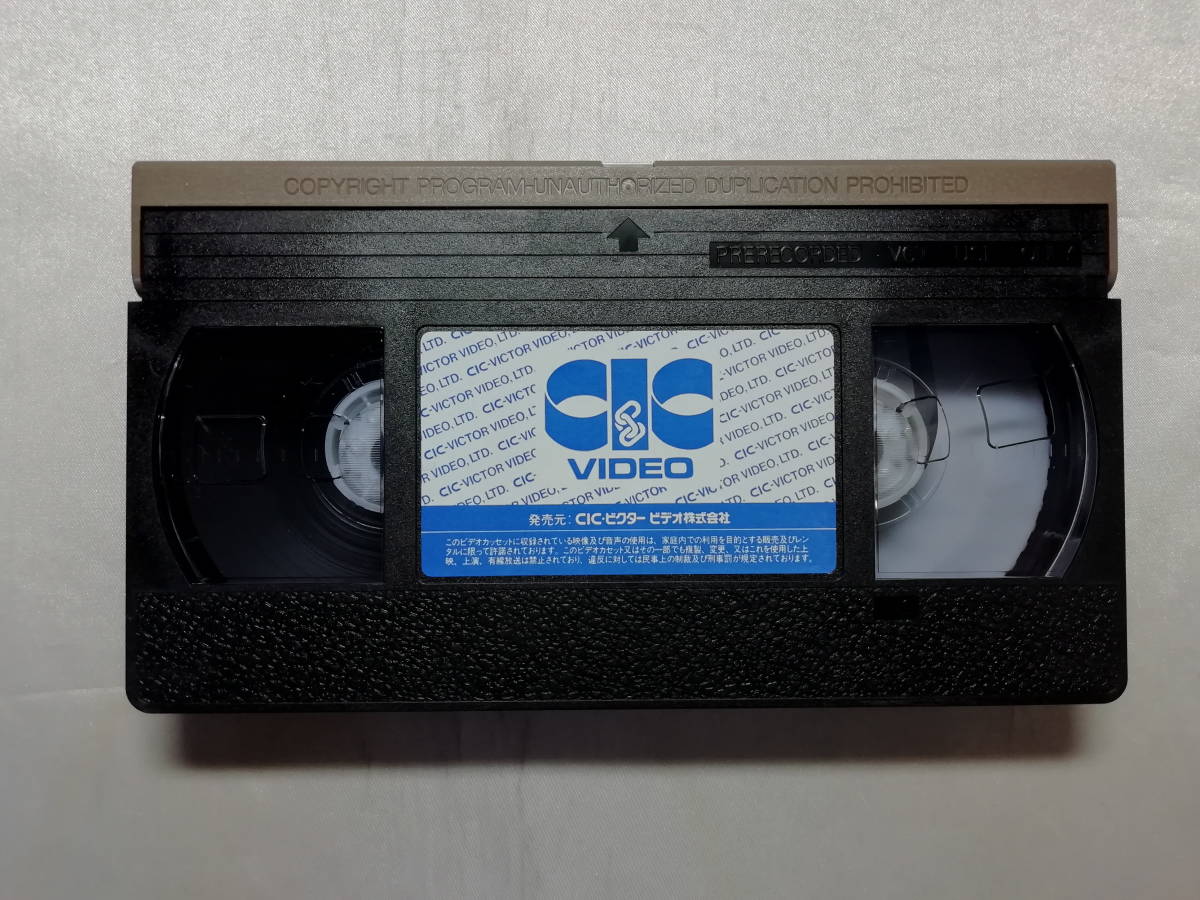 COPYRIGHT PROGRAM-UNAUTHORIZED DUPLICATION PROHIBITED
PRERECORDED
CIC-VICTOR VIDEO, LTD.
CIC
VIDEO
発売元：CIC・ビクター ビデオ株式会社
このビデオカセットに収録されている映像及び音声の使用は、家庭内での利用を目的とする販売及びレン
タルに限って許諾されております。このビデオカセット又はその一部でも複製、変更、又はこれを使用した上
映、上演、有線放送は禁止されており、違反に対しては民事上の制裁及び刑事罰が規定されております。